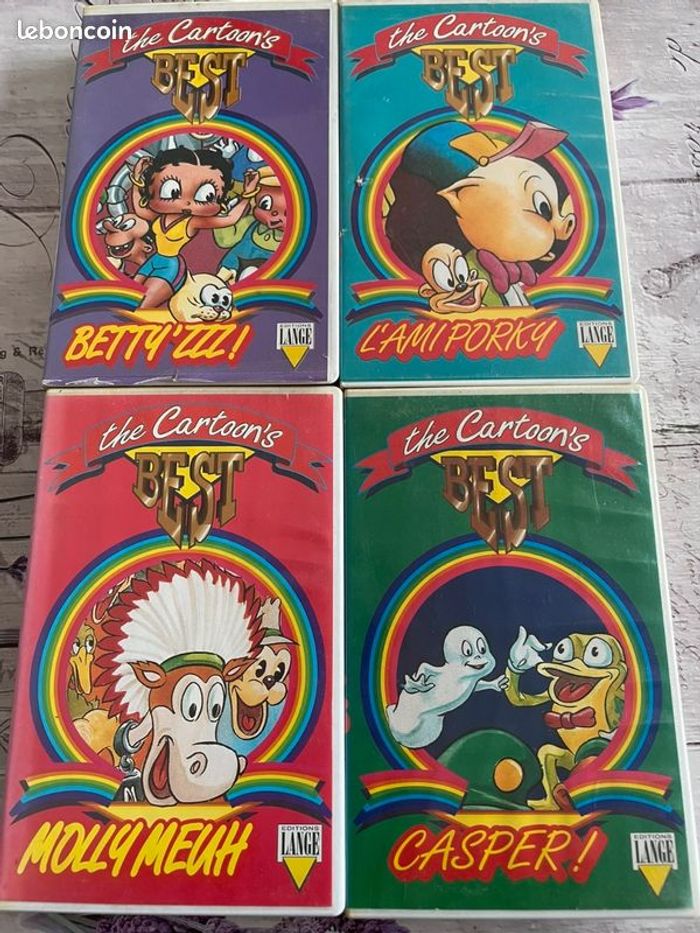 leboncoin
the Cartoon's
BEST
BETTY'ZZZ!
EDITIONS
LANGE
the Cartoon's
BEST
L'AMI PORKY
EDITIONS
LANGE
the Cartoon's
BEST
N
MOLLY MEUH
EDITIONS
LANGE
the Cartoon's
BEST
CASPER!
EDITIONS
LANGE